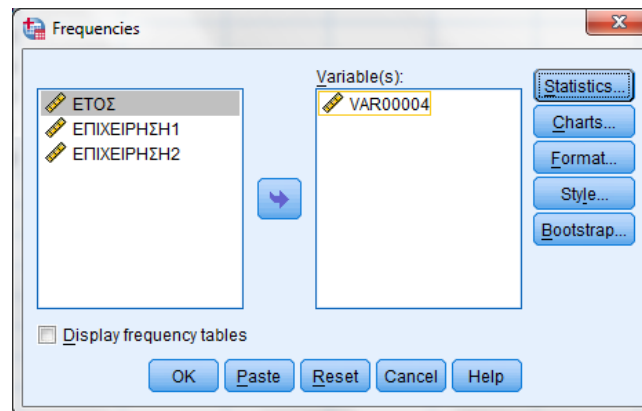 Frequencies
Variable(s):
ΕΤΟΣ
ΕΠΙΧΕΙΡΗΣΗ1
ΕΠΙΧΕΙΡΗΣΗ2
VAR00004
Statistics...
Charts...
Format...
Style...
Bootstrap...
Display frequency tables
OK Paste Reset Cancel Help